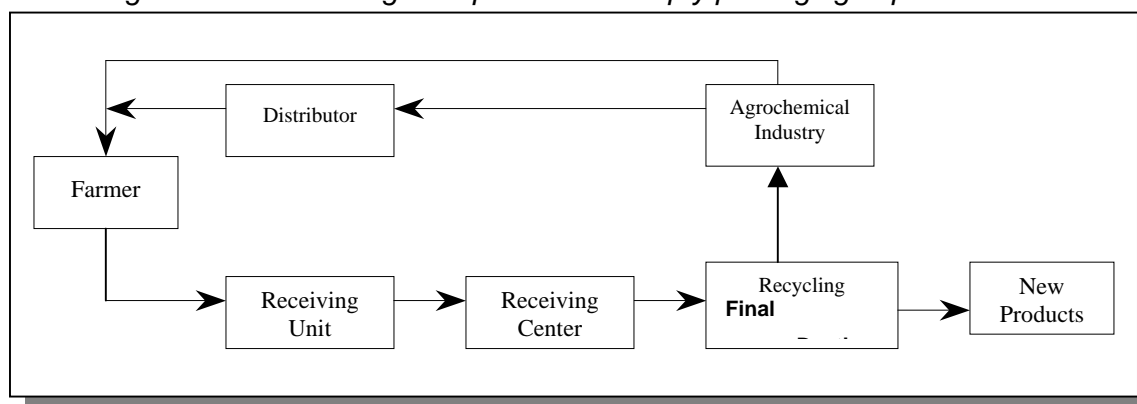 Distributor
Agrochemical
Industry
Farmer
Receiving
Unit
Receiving
Center
Recycling
Final
New
Products